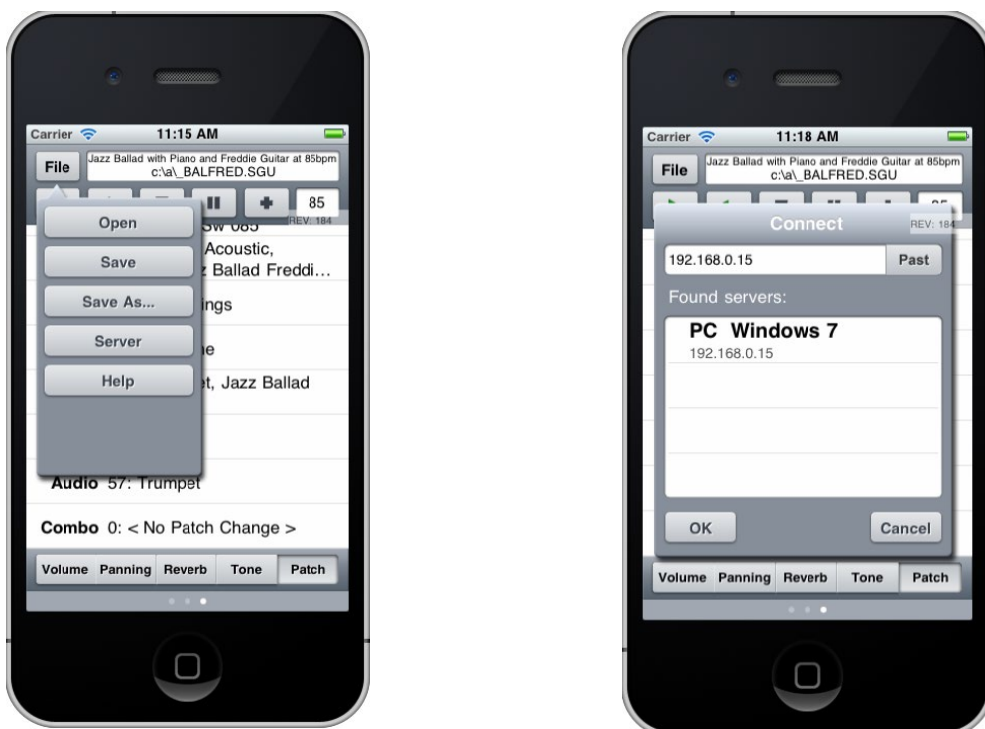 Carrier 11:15 AM
File
Jazz Ballad with Piano and Freddie Guitar at 85bpm
c:\a\_BALFRED.SGU
85
REV: 184
Open
Save
Save As...
Server
Help
Sw 085
Acoustic,
Ballad Freddi...
ings
Jazz Ballad
Audio 57: Trumpet
Combo 0: < No Patch Change >
Volume Panning Reverb Tone Patch
Carrier 11:18 AM
File
Jazz Ballad with Piano and Freddie Guitar at 85bpm
c:\a\_BALFRED.SGU
Connect
REV: 184
192.168.0.15 Past
Found servers:
PC Windows 7
192.168.0.15
OK Cancel
Volume Panning Reverb Tone Patch